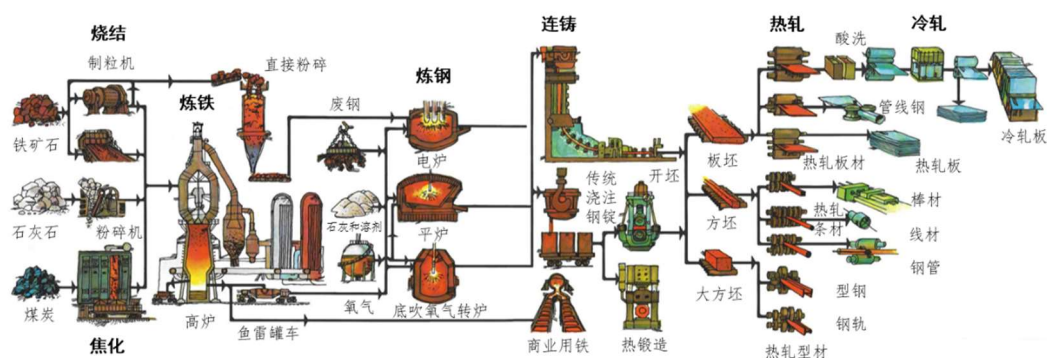 烧结
连铸
热轧
冷轧
酸洗
制粒机
直接粉碎
炼钢
炼铁
废钢
管线钢
铁矿石
电炉
板坯
热轧板材
热轧板
冷轧板
开坯
传统
浇注
钢锭
石灰石
粉碎机
石灰和溶剂
平炉
方坯
热轧
条材
棒材
线材
钢管
煤炭
高炉
鱼雷罐车
氧气
底吹氧气转炉
商业用铁
热锻造
大方坯
型钢
钢轨
热轧型材
焦化